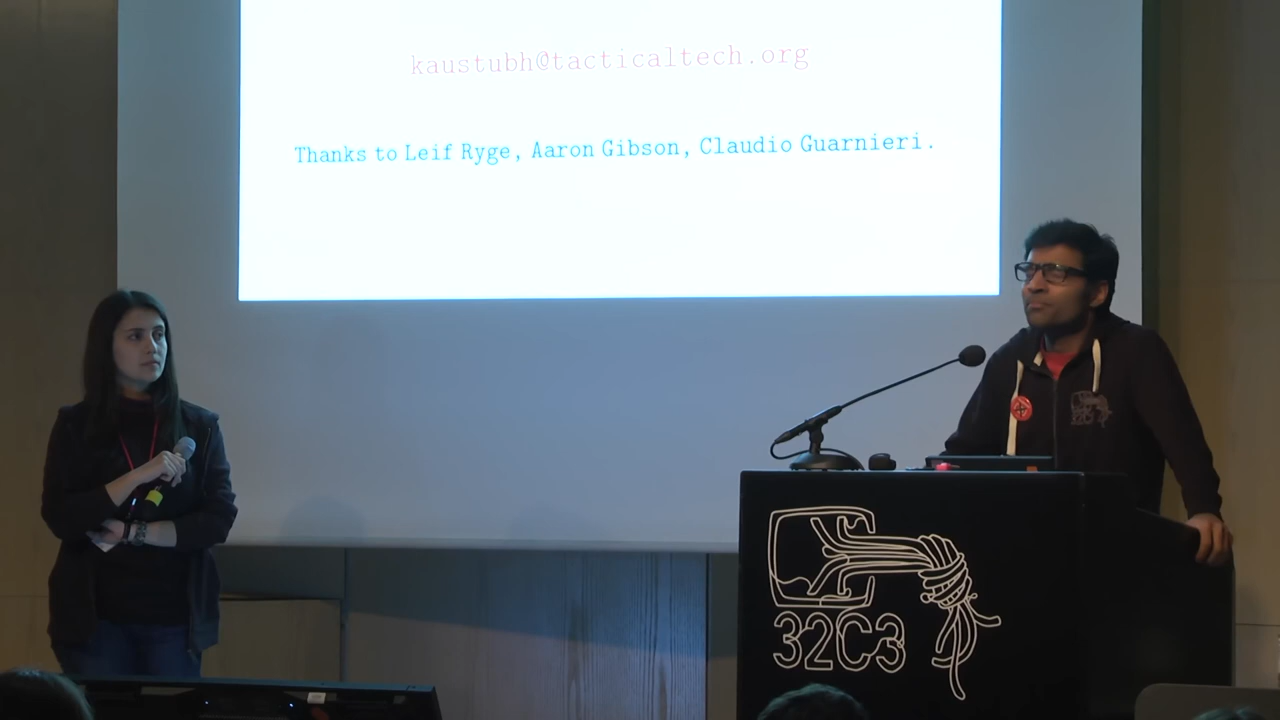 kaustubh@tacticaltech.org
Thanks to Leif Ryge, Aaron Gibson, Claudio Guarnieri.
32C3